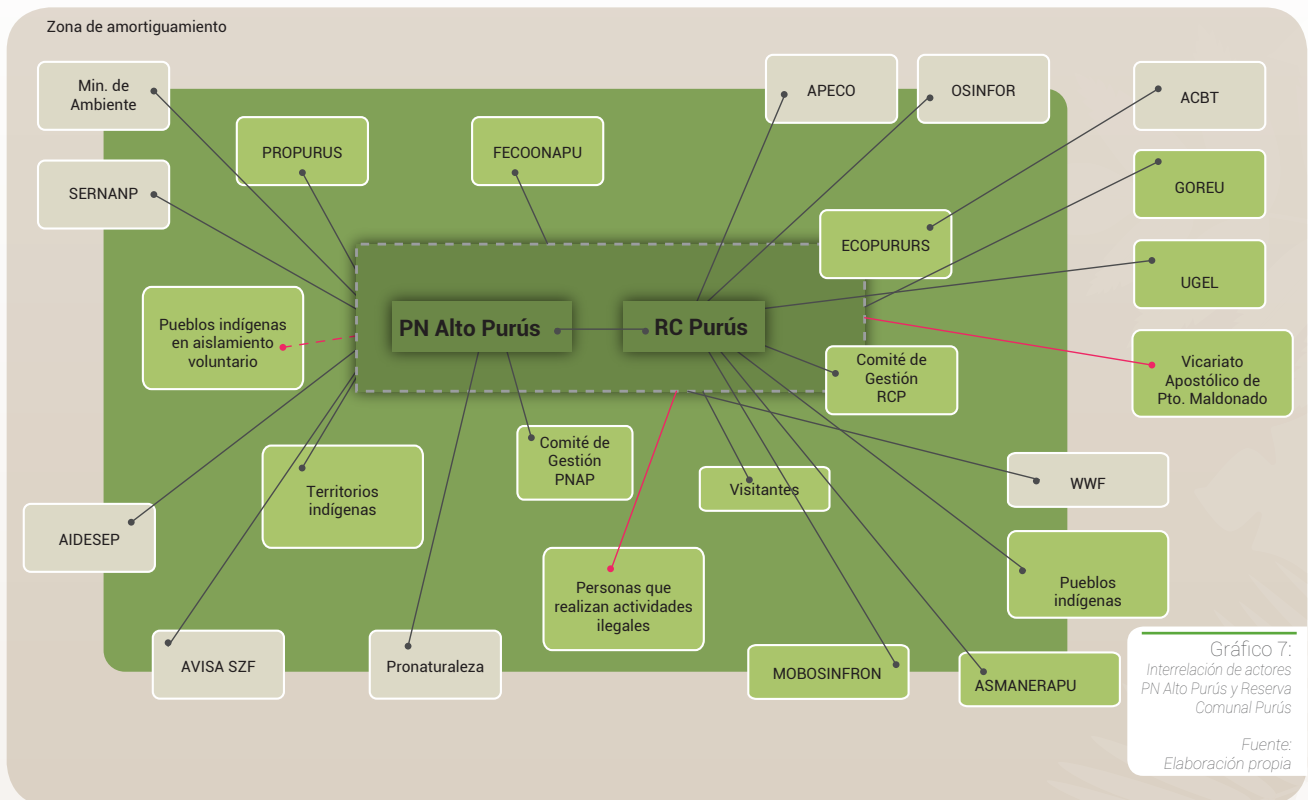 Zona de amortiguamiento
Min. de
Ambiente
APECO
OSINFOR
ACBT
PROPURUS
FECOONAPU
SERNANP
GOREU
ECOPURURS
UGEL
Pueblos indígenas
en aislamiento
voluntario
PN Alto Purús
RC Purús
Comité de
Gestión
RCP
Vicariato
Apostólico de
Pto. Maldonado
Comité de
Gestión
PNAP
Territorios
indígenas
Visitantes
WWF
AIDESEP
Personas que
realizan actividades
ilegales
Pueblos
indígenas
AVISA SZF
Pronaturaleza
MOBOSINFRON
ASMANERAPU
Gráfico 7:
Interrelación de actores
PN Alto Purús y Reserva
Comunal Purús
Fuente:
Elaboración propia